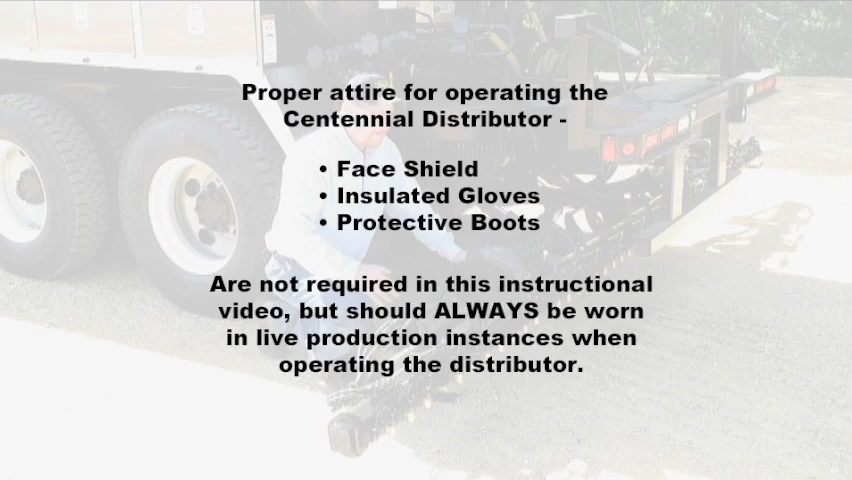 Proper attire for operating the
Centennial Distributor -
• Face Shield
• Insulated Gloves
• Protective Boots
Are not required in this instructional
video, but should ALWAYS be worn
in live production instances when
operating the distributor.